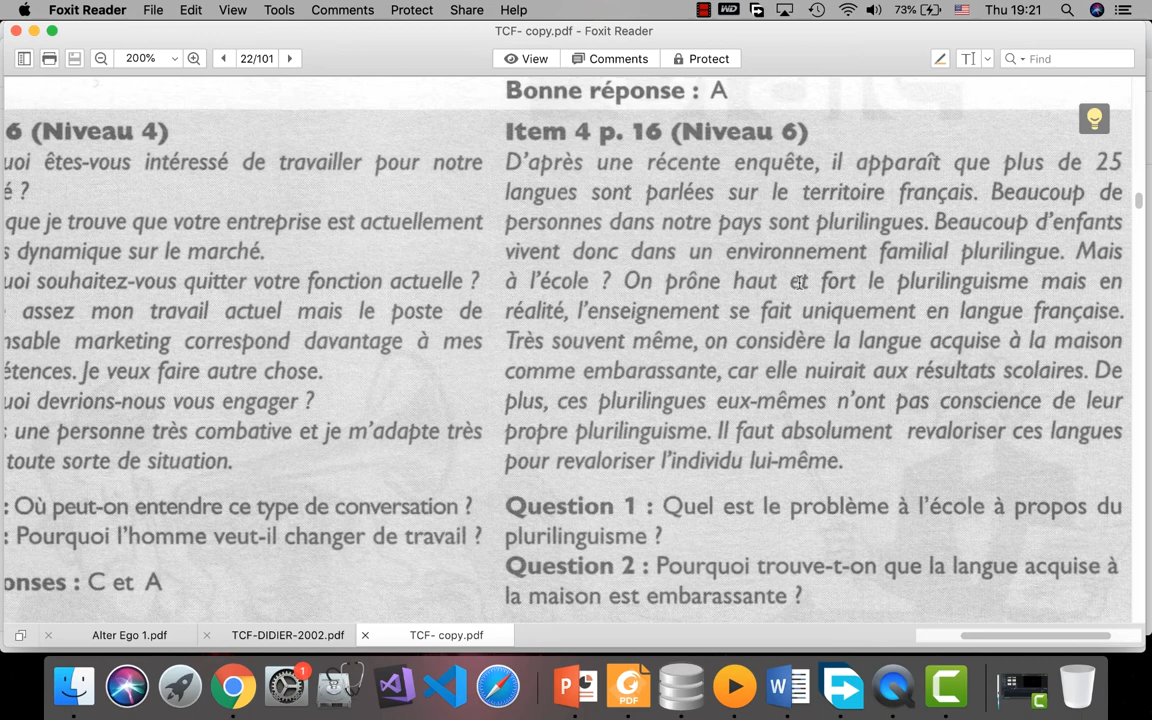 Foxit Reader File Edit View Tools Comments Protect Share Help 73% Thu 19:21
TCF- copy.pdf - Foxit Reader
200% 22/101 View Comments Protect Find
6 (Niveau 4)
uoi êtes-vous intéressé de travailler pour notre
é ?
que je trouve que votre entreprise est actuellement
s dynamique sur le marché.
uoi souhaitez-vous quitter votre fonction actuelle ?
assez mon travail actuel mais le poste de
nsable marketing correspond davantage à mes
étences. Je veux faire autre chose.
uoi devrions-nous vous engager ?
s une personne très combative et je m'adapte très
toute sorte de situation.
: Où peut-on entendre ce type de conversation ?
: Pourquoi l'homme veut-il changer de travail ?
onses : C et A
Bonne réponse : A
Item 4 p. 16 (Niveau 6)
D'après une récente enquête, il apparaît que plus de 25
langues sont parlées sur le territoire français. Beaucoup de
personnes dans notre pays sont plurilingues. Beaucoup d'enfants
vivent donc dans un environnement familial plurilingue. Mais
à l'école ? On prône haut et fort le plurilinguisme mais en
réalité, l'enseignement se fait uniquement en langue française.
Très souvent même, on considère la langue acquise à la maison
comme embarassante, car elle nuirait aux résultats scolaires. De
plus, ces plurilingues eux-mêmes n'ont pas conscience de leur
propre plurilinguisme. Il faut absolument revaloriser ces langues
pour revaloriser l'individu lui-même.
Question 1 : Quel est le problème à l'école à propos du
plurilinguisme ?
Question 2 : Pourquoi trouve-t-on que la langue acquise à
la maison est embarassante ?
Alter Ego 1.pdf TCF-DIDIER-2002.pdf TCF- copy.pdf